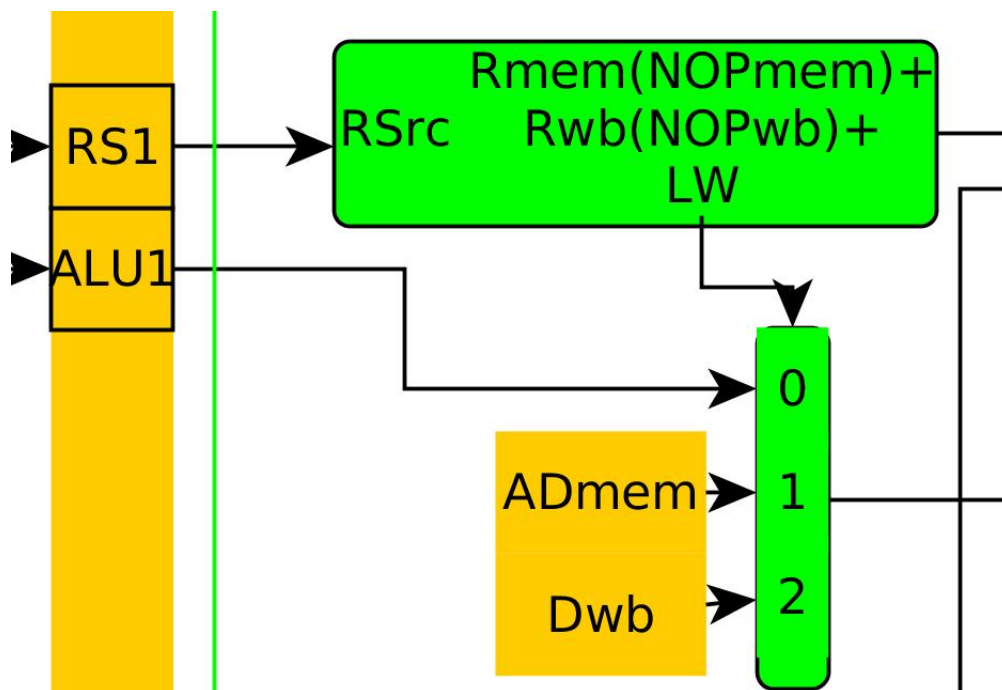 Rmem(NOPmem)+
RS1
RSrc
Rwb(NOPwb)+
LW
ALU1
0
ADmem
1
Dwb
2